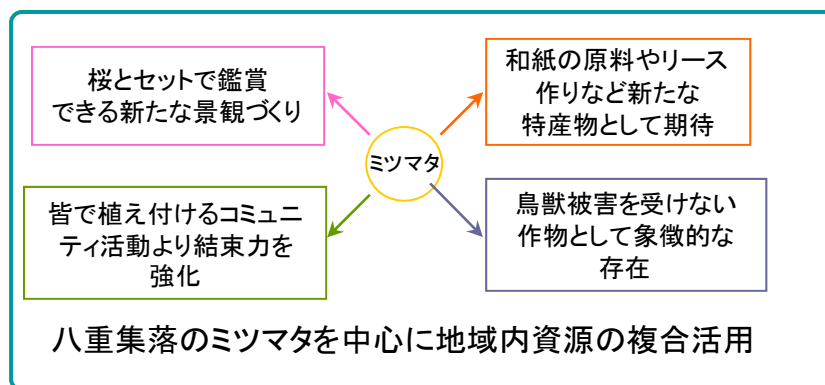 桜とセットで鑑賞
できる新たな景観づくり
和紙の原料やリース
作りなど新たな
特産物として期待
ミツマタ
皆で植え付けるコミュニ
ティ活動より結束力を
強化
鳥獣被害を受けない
作物として象徴的な
存在
八重集落のミツマタを中心に地域内資源の複合活用